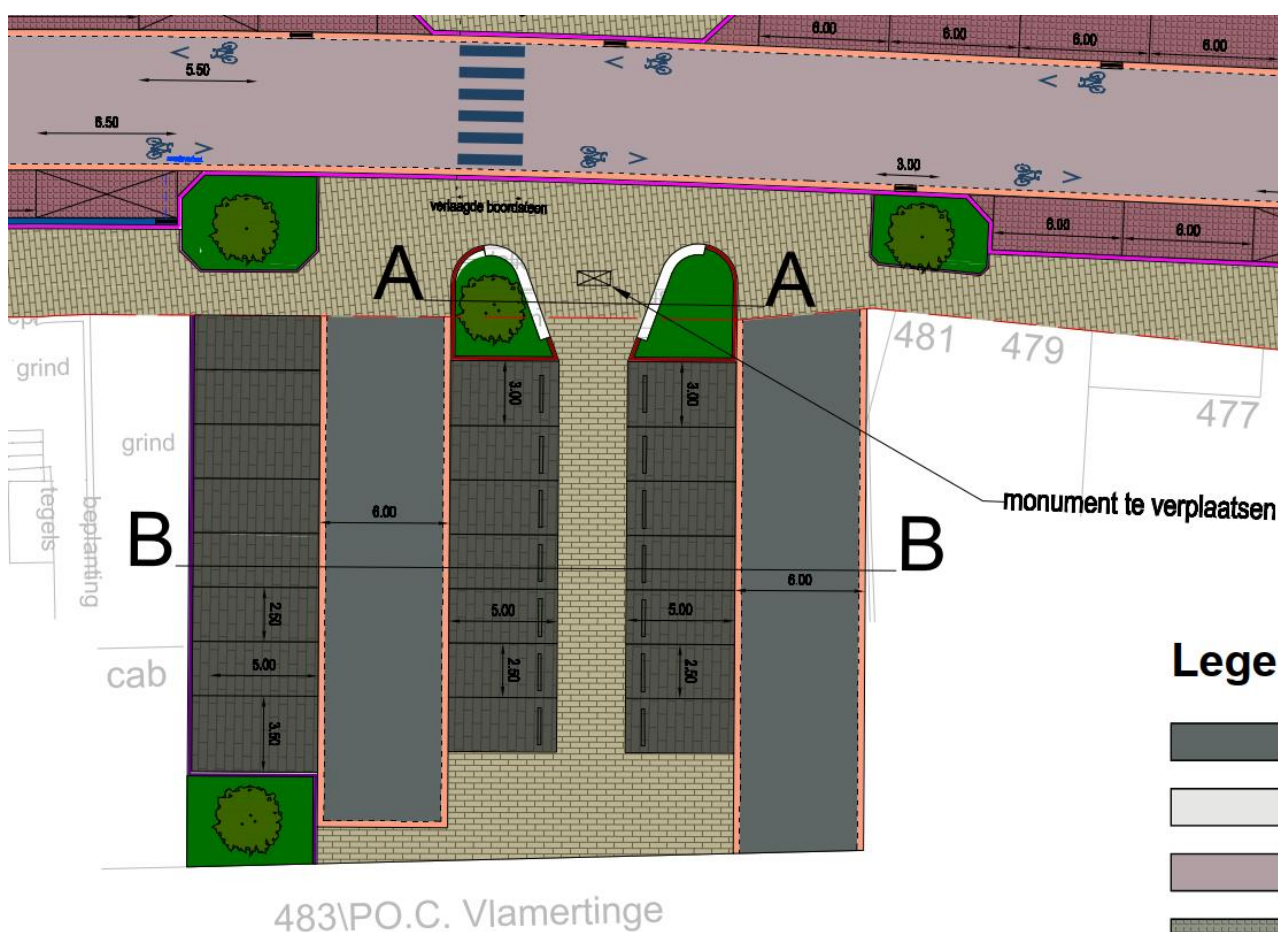 6.00
6.00
6.00
6.00
5.50
6.50
3.00
verlaagde boordsteen
6.00
6.00
A
A
481
479
477
grind
grind
3.00
3.00
monument te verplaatsen
tegels
beplanting
B
B
6.00
6.00
2.50
5.00
5.00
cab
5.00
2.50
2.50
3.50
Lege
483\PO.C. Vlamertinge